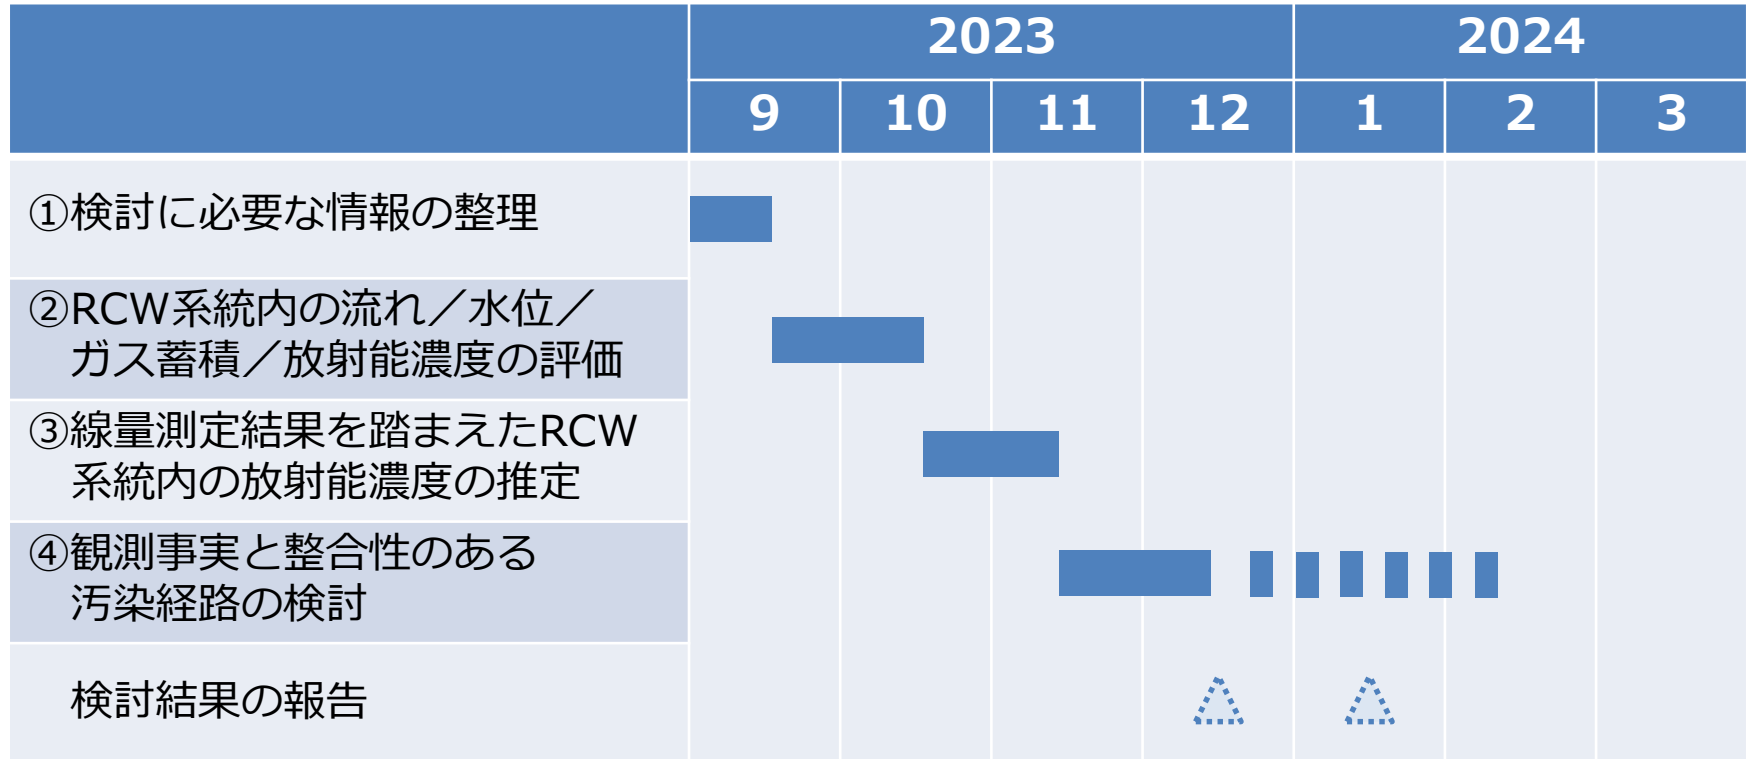 2023 2024
9 10 11 12 1 2 3
①検討に必要な情報の整理
②RCW系統内の流れ／水位／
ガス蓄積／放射能濃度の評価
③線量測定結果を踏まえたRCW
系統内の放射能濃度の推定
④観測事実と整合性のある
汚染経路の検討
検討結果の報告